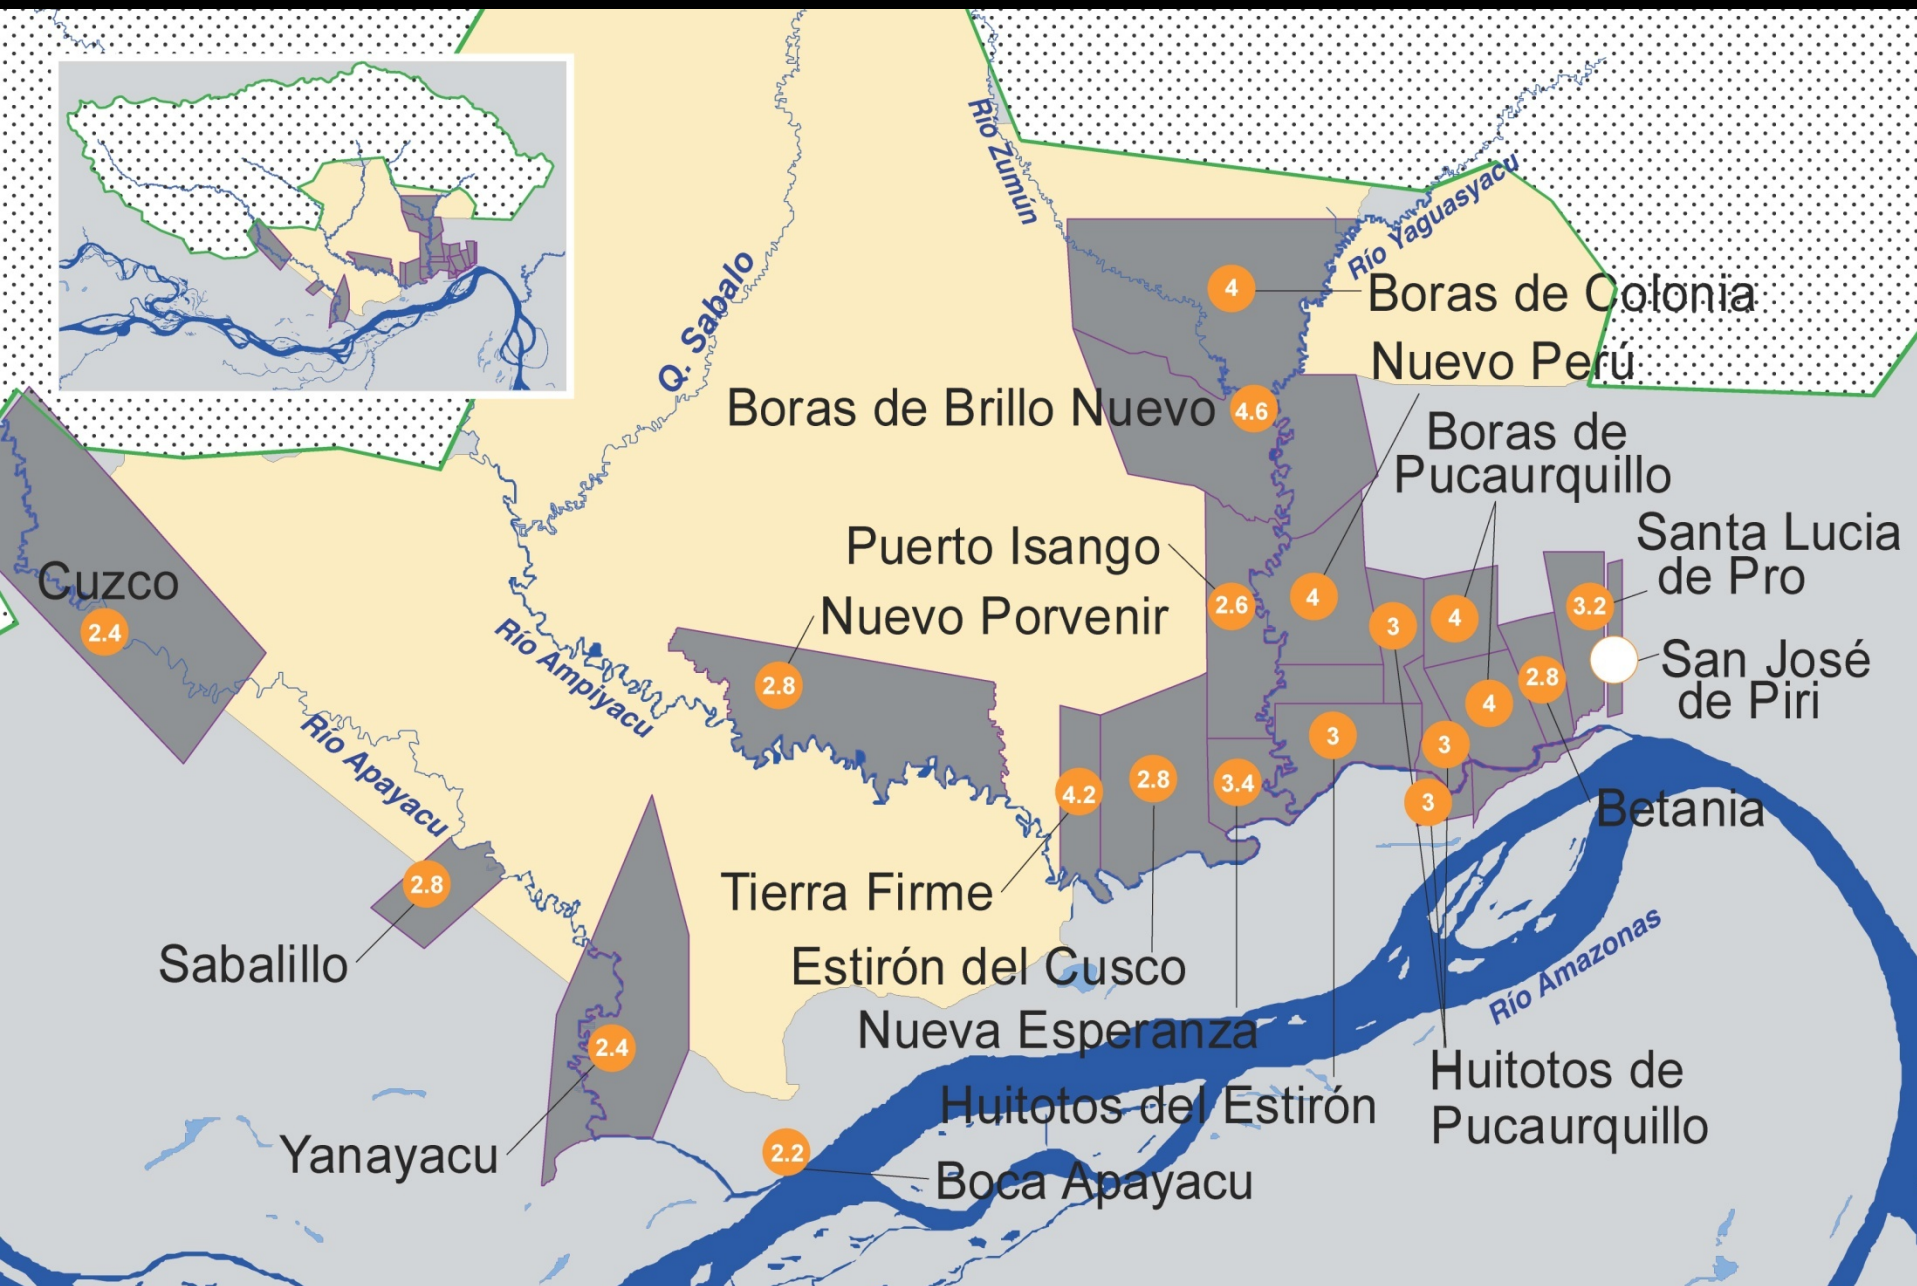 Río Zumún
Río Yaguasyacu
Q. Sabalo
4
Boras de Colonia
Nuevo Perú
Boras de Brillo Nuevo
4.6
Boras de
Pucaurquillo
Santa Lucia
de Pro
Puerto Isango
2.6
4
3
4
3.2
Cuzco
2.4
Nuevo Porvenir
2.8
Río Ampiyacu
San José
de Piri
2.8
4
3
3
Río Apayacu
4.2
2.8
3.4
3
Betania
2.8
Sabalillo
Tierra Firme
Estirón del Cusco
Río Amazonas
Nueva Esperanza
2.4
Huitotos del Estirón
Huitotos de
Pucaurquillo
Yanayacu
2.2
Boca Apayacu